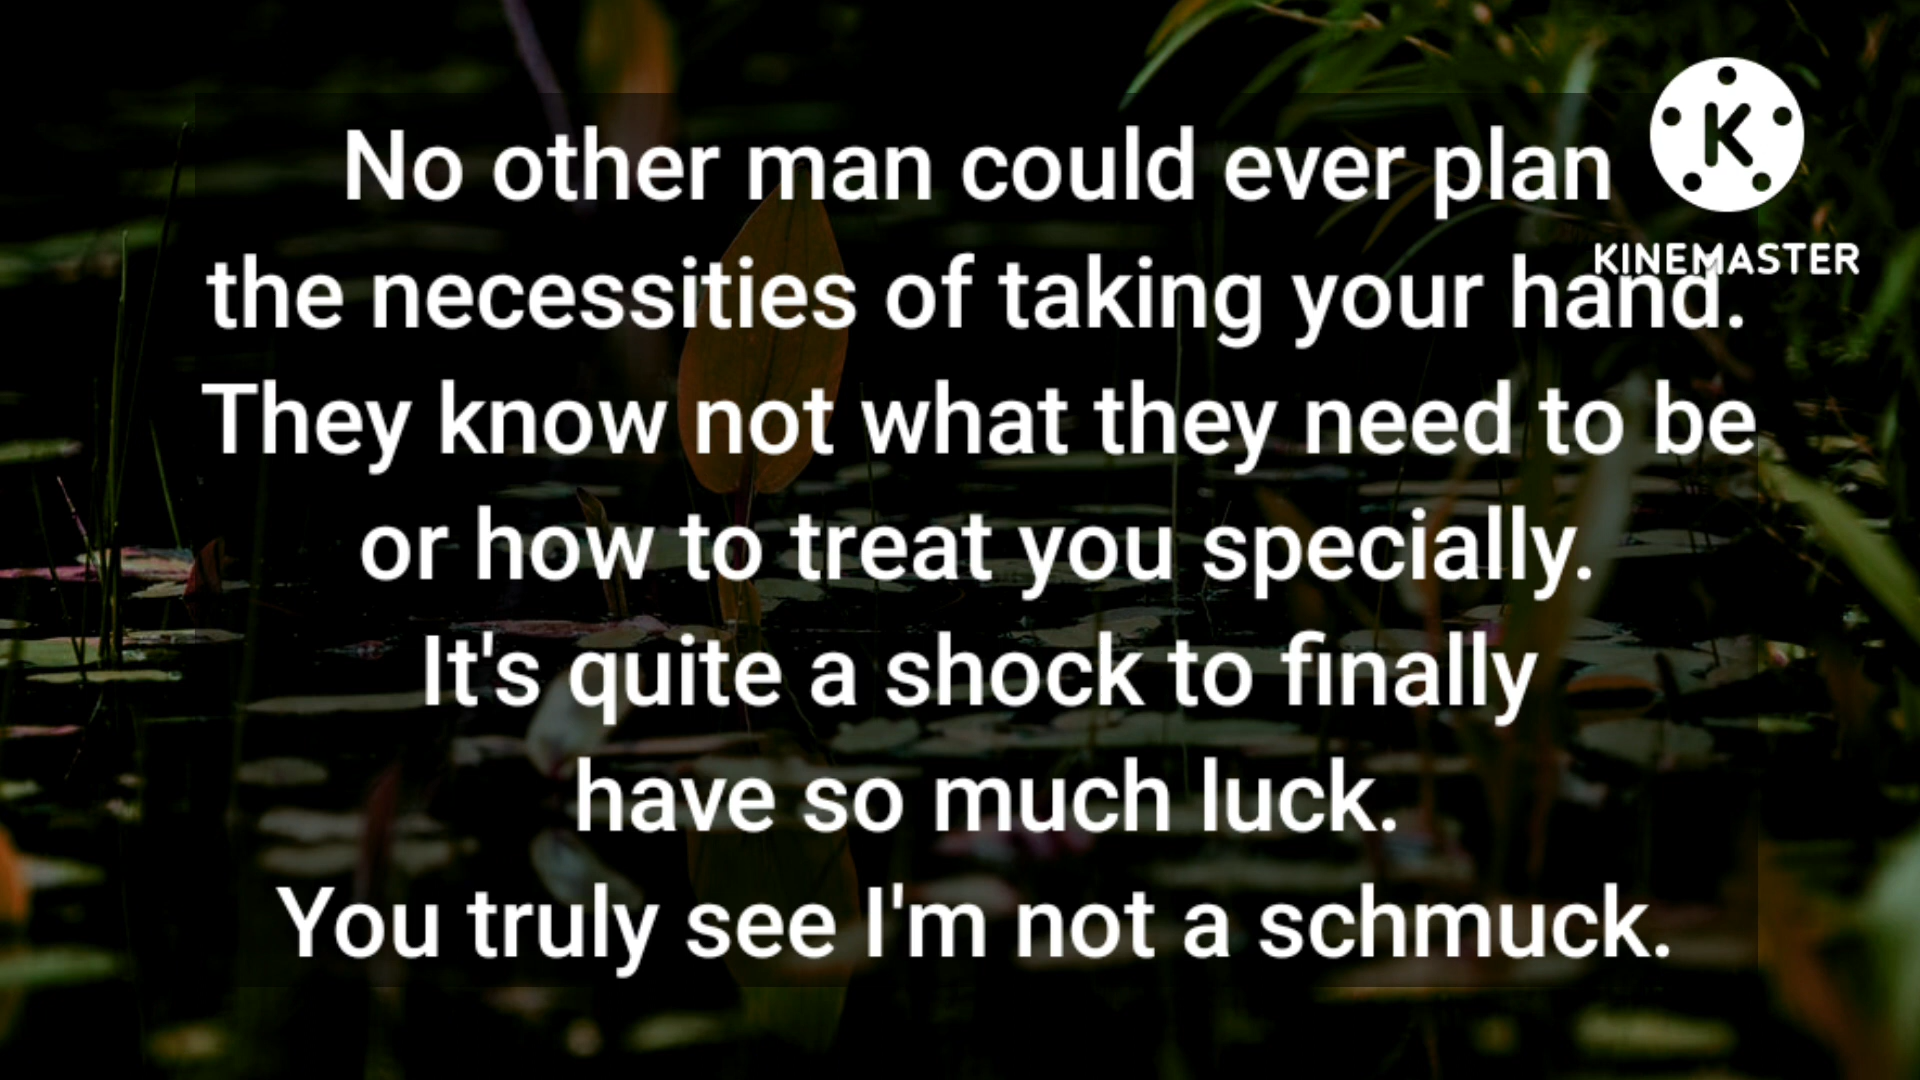 No other man could ever plan
the necessities of taking your hand.
They know not what they need to be
or how to treat you specially.
It's quite a shock to finally
have so much luck.
You truly see I'm not a schmuck.
K
KINEMASTER